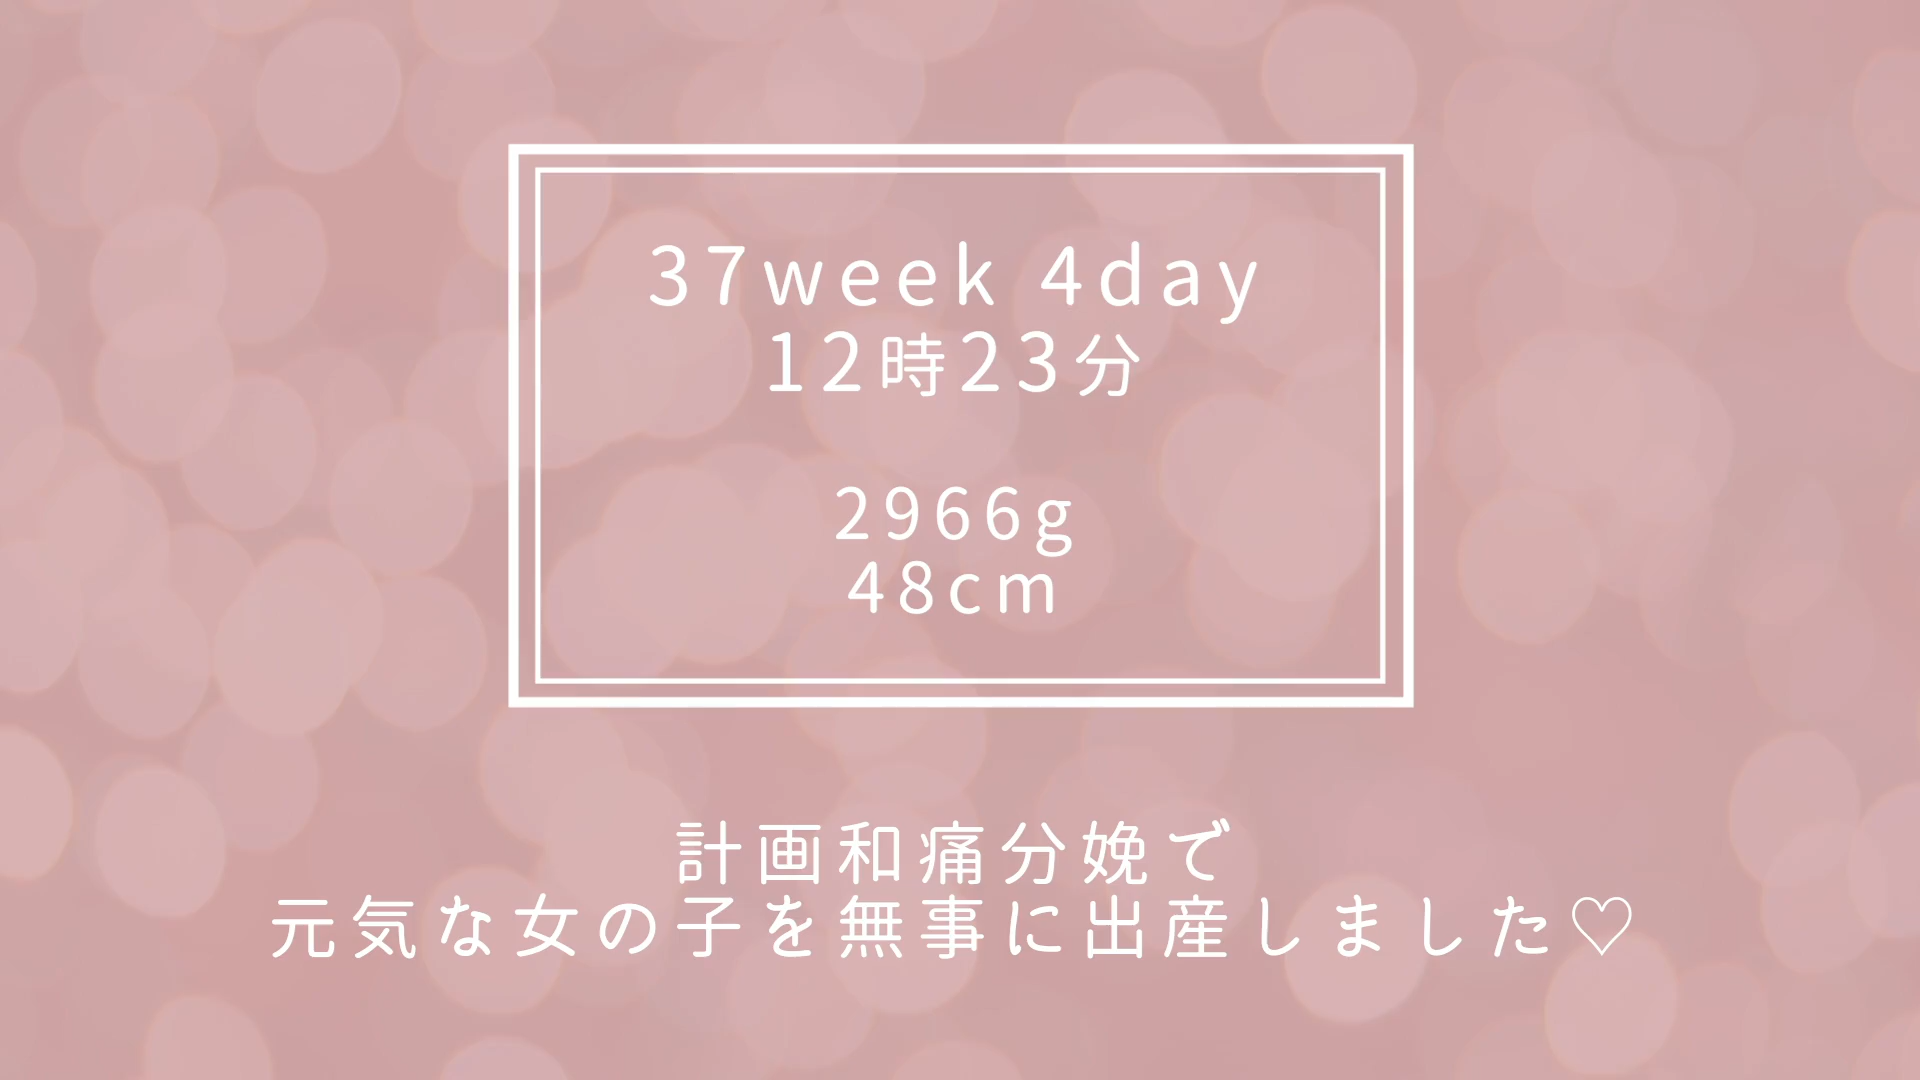 37week 4day
12時23分
2966g
48cm
計画和痛分娩で
元気な女の子を無事に出産しました♡